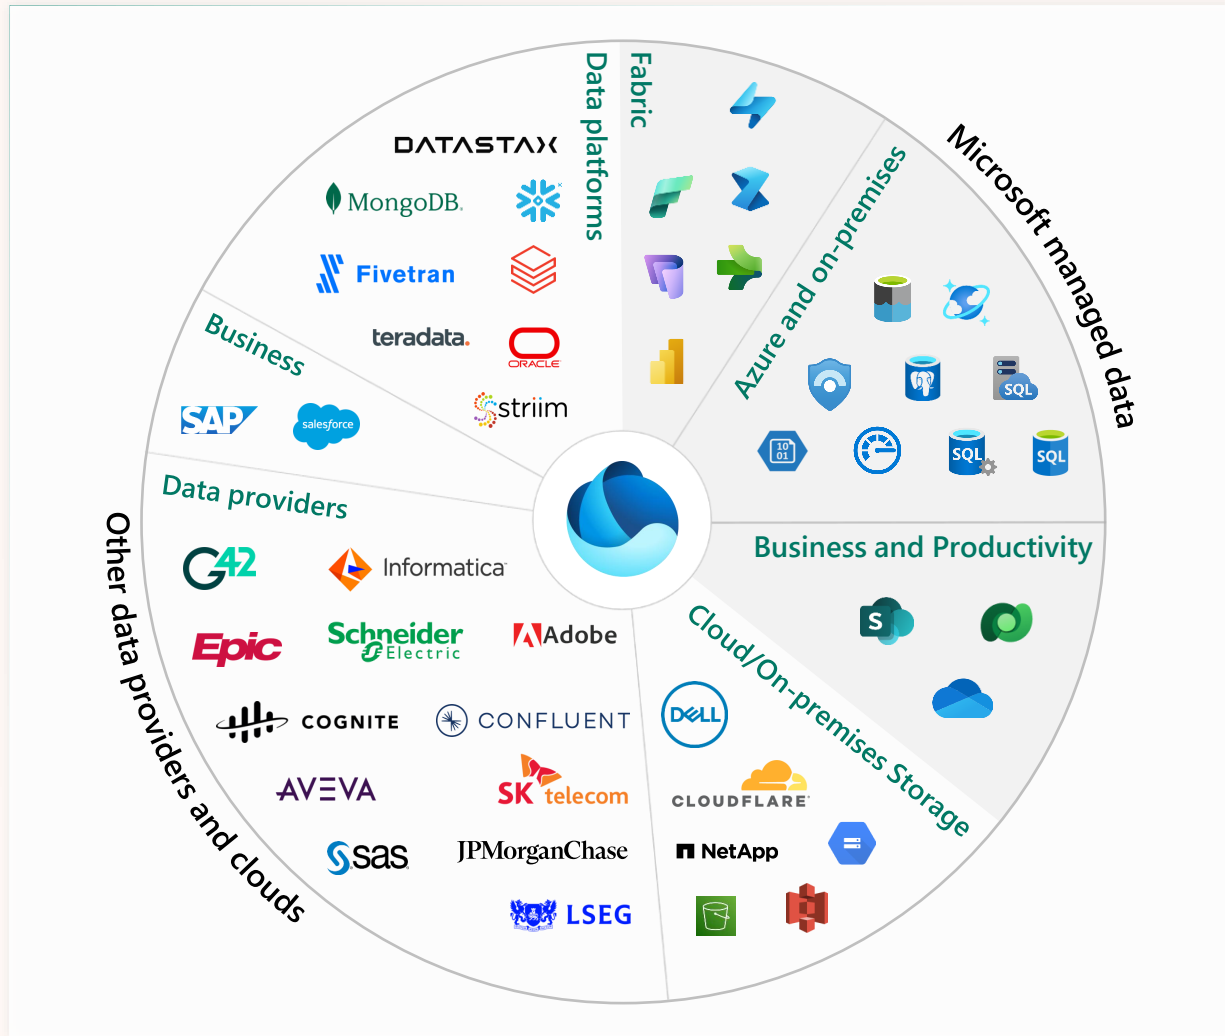 Data platforms
Fabric
DATASTAX
MongoDB.
Fivetran
teradata.
ORACLE
striim
Business
SAP
salesforce
Azure and on-premises
SQL
10
01
SQL
SQL
Microsoft managed data
Business and Productivity
S
Cloud/On-premises Storage
DELL
CLOUDFLARE
NetApp
Data providers
G42
Informatica
Epic
Schneider
Electric
Adobe
COGNITE
CONFLUENT
AVEVA
SK telecom
sas
JPMorganChase
LSEG
Other data providers and clouds